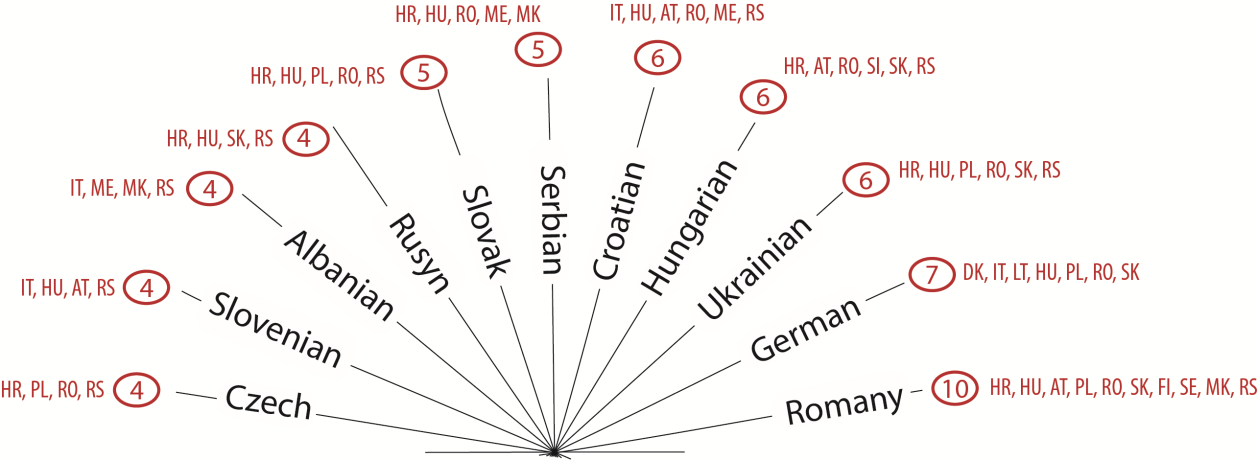 HR, HU, RO, ME, MK
5
Serbian
IT, HU, AT, RO, ME, RS
6
Croatian
HR, HU, PL, RO, RS
5
Slovak
HR, AT, RO, SI, SK, RS
6
Hungarian
HR, HU, SK, RS
4
Rusyn
HR, HU, PL, RO, SK, RS
6
Ukrainian
IT, ME, MK, RS
4
Albanian
DK, IT, LT, HU, PL, RO, SK
7
German
IT, HU, AT, RS
4
Slovenian
HR, PL, RO, RS
4
Czech
Romany
10
HR, HU, AT, PL, RO, SK, FI, SE, MK, RS